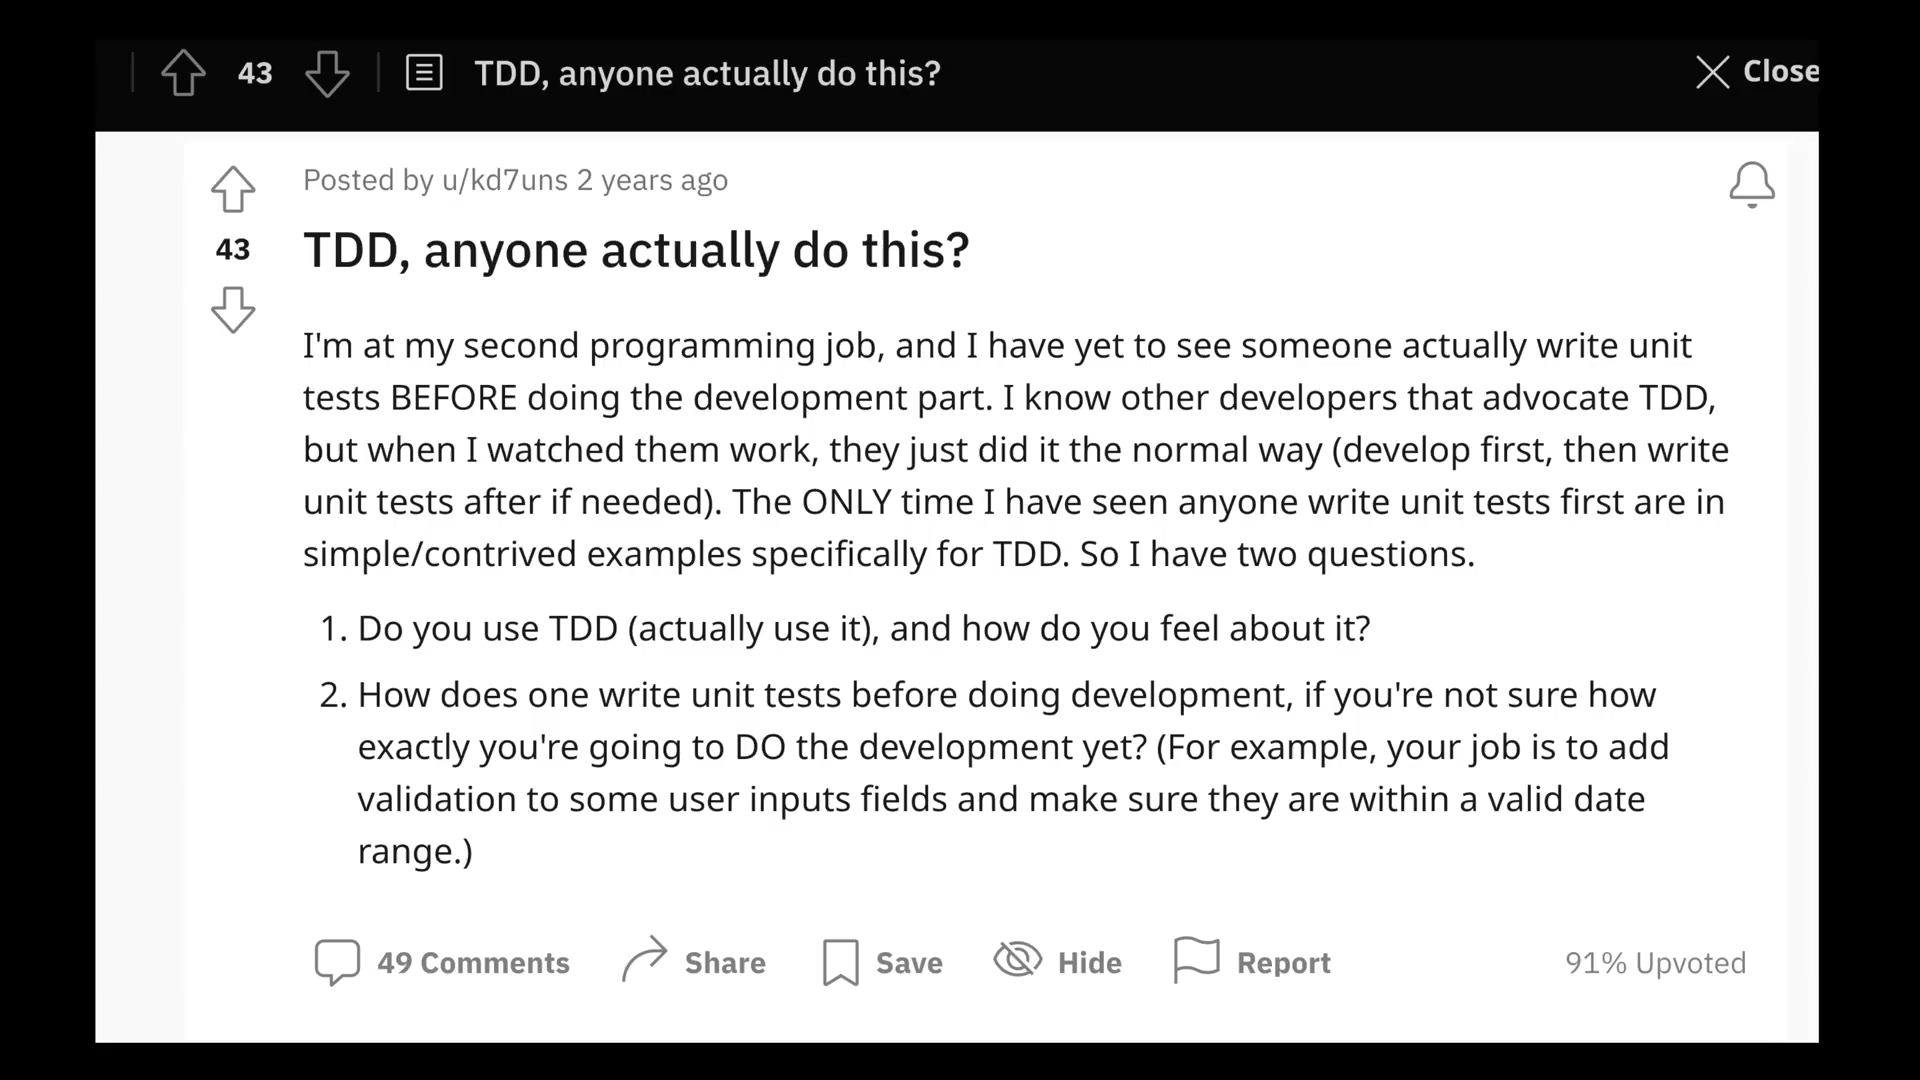 43 TDD, anyone actually do this? Close
Posted by u/kd7uns 2 years ago
43
TDD, anyone actually do this?
I'm at my second programming job, and I have yet to see someone actually write unit
tests BEFORE doing the development part. I know other developers that advocate TDD,
but when I watched them work, they just did it the normal way (develop first, then write
unit tests after if needed). The ONLY time I have seen anyone write unit tests first are in
simple/contrived examples specifically for TDD. So I have two questions.
1. Do you use TDD (actually use it), and how do you feel about it?
2. How does one write unit tests before doing development, if you're not sure how
exactly you're going to DO the development yet? (For example, your job is to add
validation to some user inputs fields and make sure they are within a valid date
range.)
49 Comments Share Save Hide Report 91% Upvoted